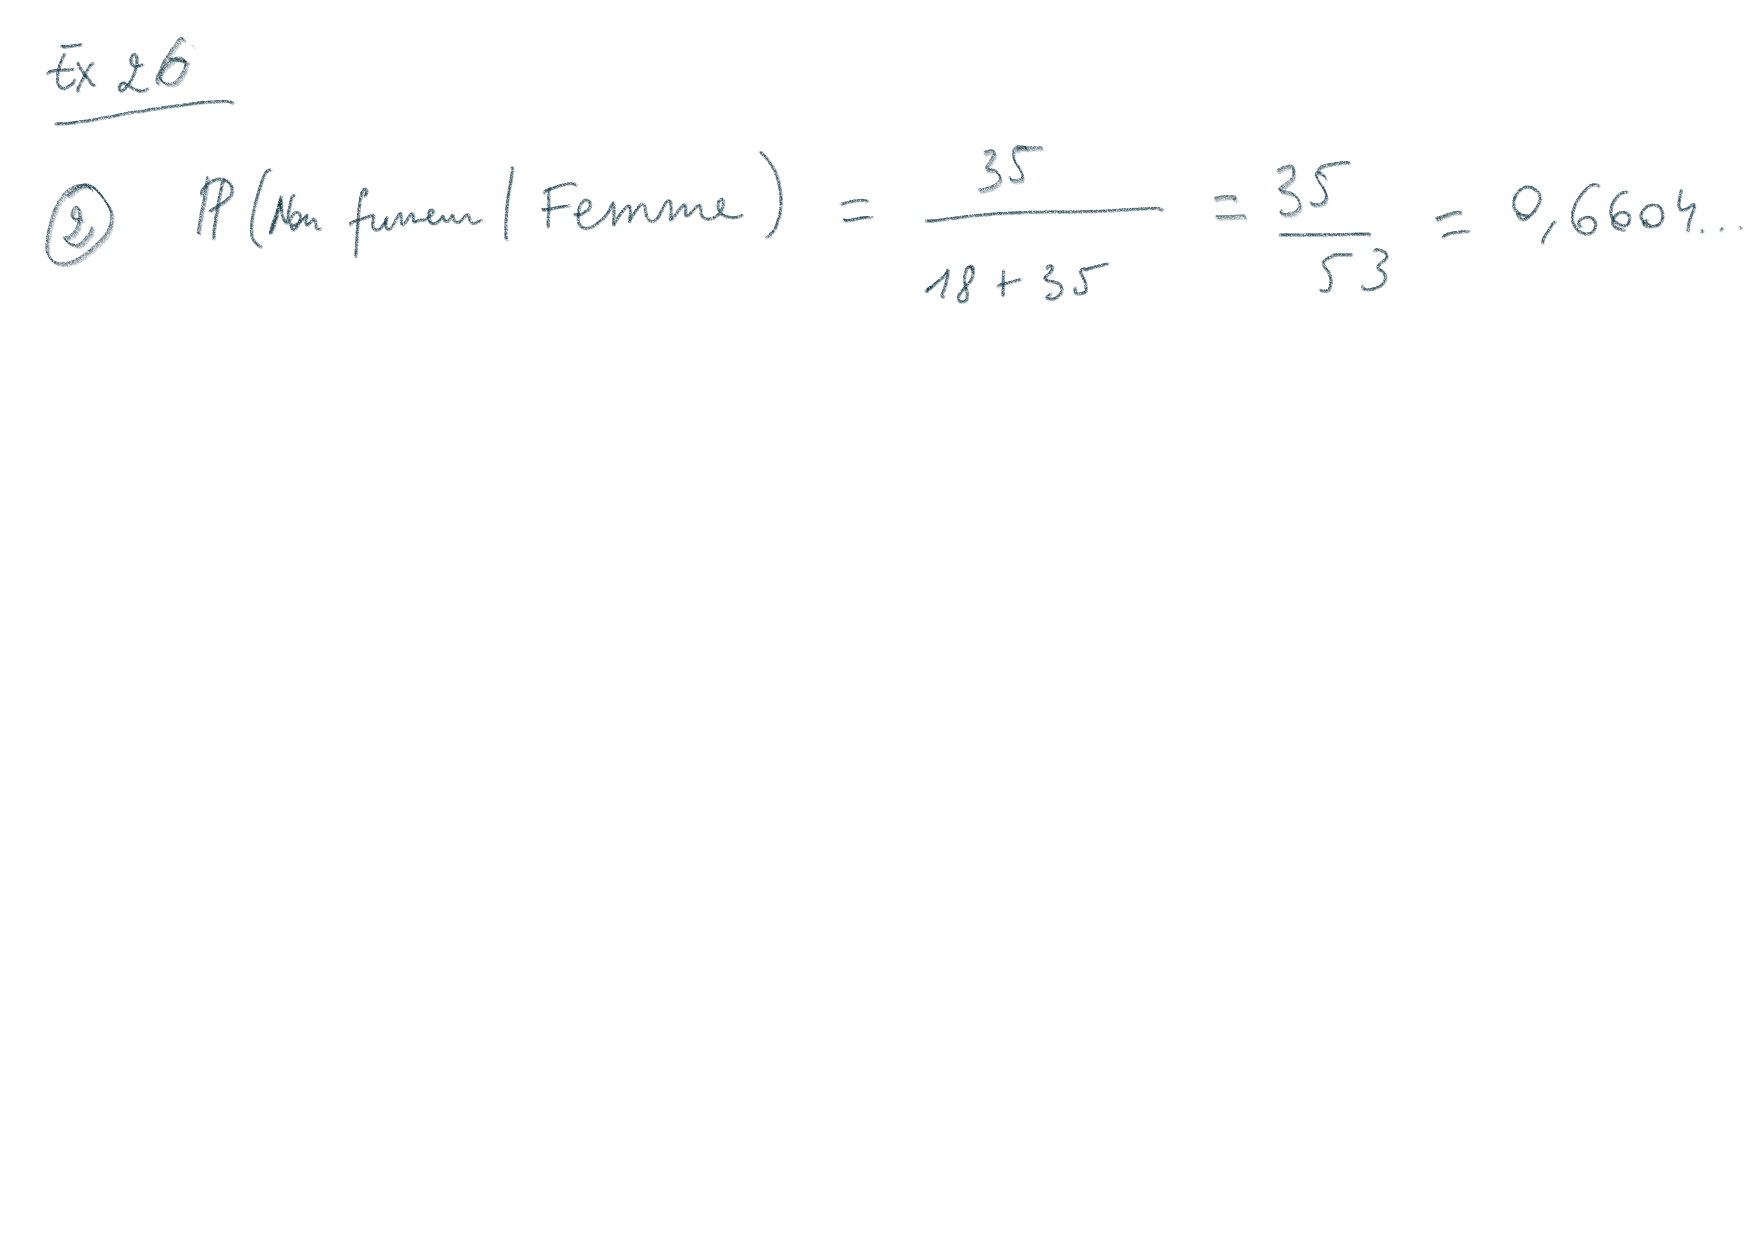 Ex 26
② ℙ(Non fumeur | Femme) = 35/(18+35) = 35/53 = 0,6604...